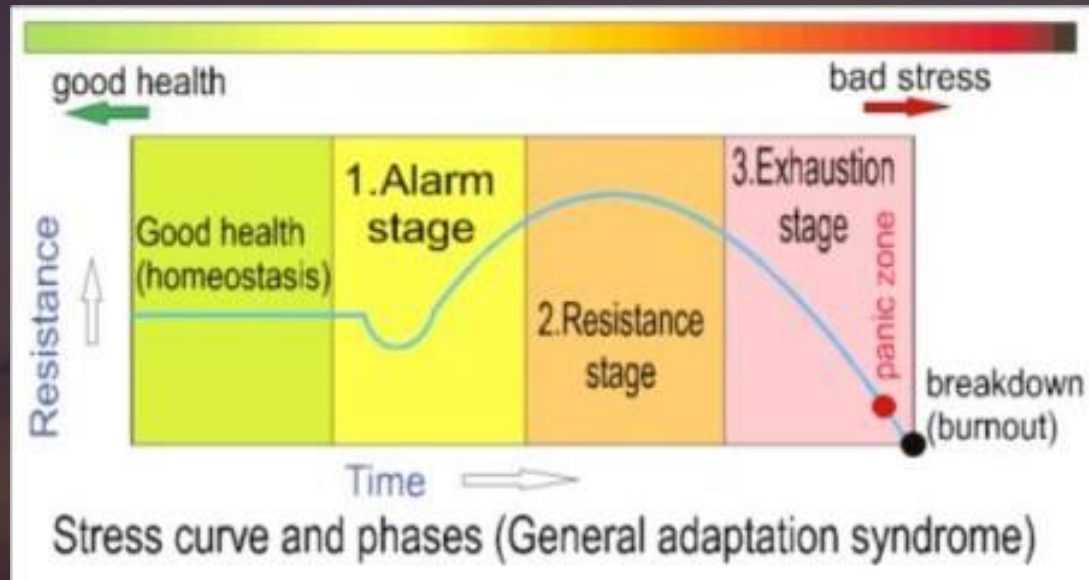 good health
bad stress
Good health
(homeostasis)
1.Alarm
stage
2.Resistance
stage
3.Exhaustion
stage
panic zone
breakdown
(burnout)
Resistance
Time
Stress curve and phases (General adaptation syndrome)